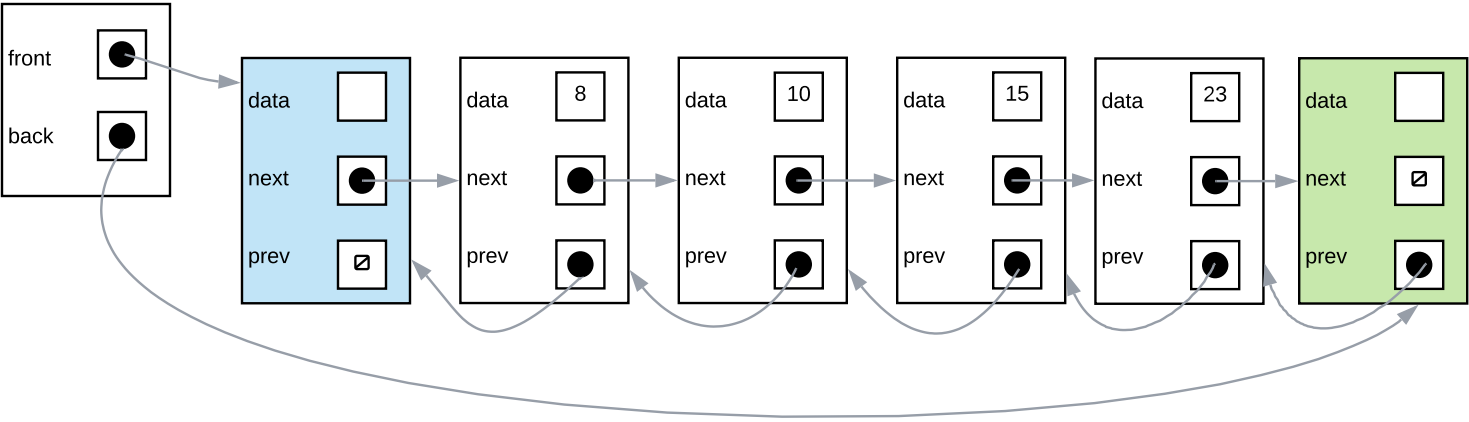 front
back
data
next
prev
data 8
next
prev
data 10
next
prev
data 15
next
prev
data 23
next
prev
data
next
prev